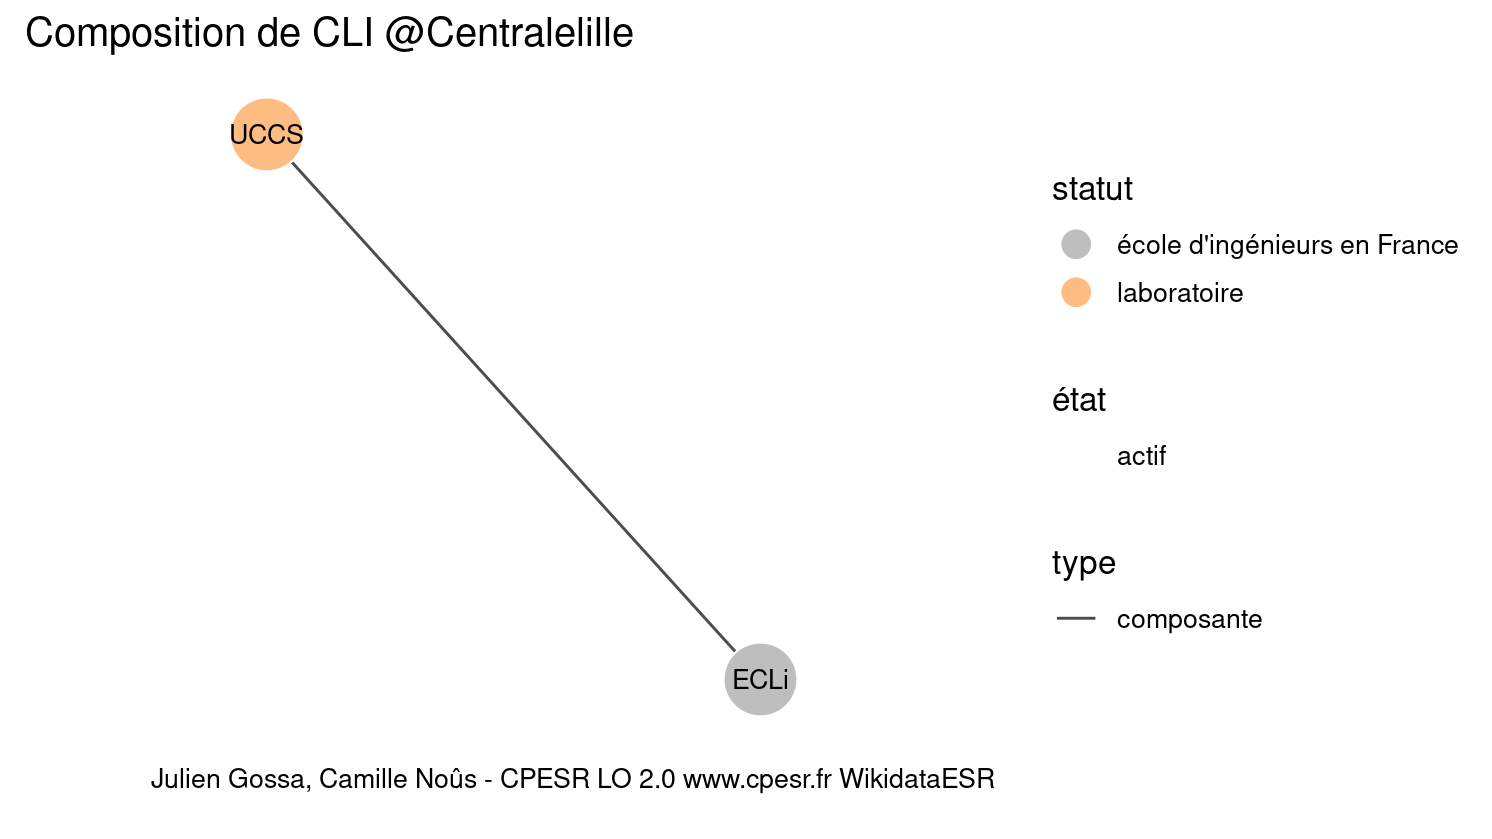 Composition de CLI @Centralelille
UCCS
ECLi
statut
école d'ingénieurs en France
laboratoire
état
actif
type
composante
Julien Gossa, Camille Noûs - CPESR LO 2.0 www.cpesr.fr WikidataESR